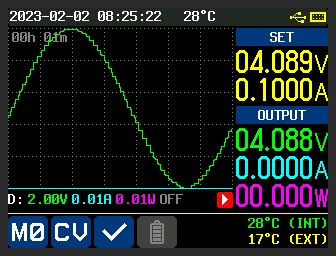 2023-02-02 08:25:22 28°C
00h 01m
SET
04.089V
0.1000A
OUTPUT
04.088V
0.0000A
00.000W
D: 2.00V 0.01A 0.01W OFF
M0 CV
28°C (INT)
17°C (EXT)